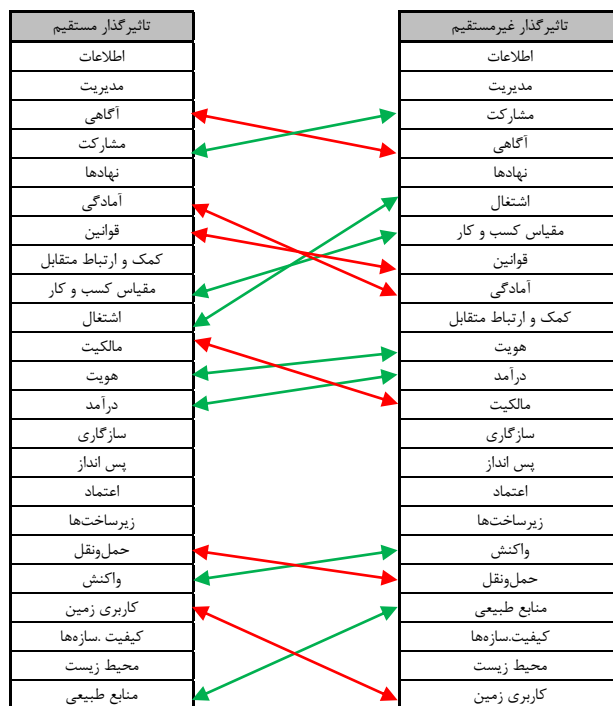 تاثیرگذار مستقیم
اطلاعات
مدیریت
آگاهی
مشارکت
نهادها
آمادگی
قوانین
کمک و ارتباط متقابل
مقیاس کسب و کار
اشتغال
مالکیت
هویت
درآمد
سازگاری
پس انداز
اعتماد
زیرساخت‌ها
حمل‌ونقل
واکنش
کاربری زمین
کیفیت .سازه‌ها
محیط زیست
منابع طبیعی
تاثیرگذار غیرمستقیم
اطلاعات
مدیریت
مشارکت
آگاهی
نهادها
اشتغال
مقیاس کسب و کار
قوانین
آمادگی
کمک و ارتباط متقابل
هویت
درآمد
مالکیت
سازگاری
پس انداز
اعتماد
زیرساخت‌ها
واکنش
حمل‌ونقل
منابع طبیعی
کیفیت.سازه‌ها
محیط زیست
کاربری زمین